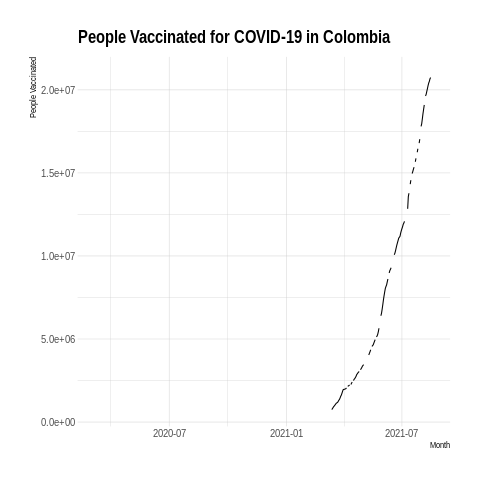 People Vaccinated for COVID-19 in Colombia
People Vaccinated
2.0e+07
1.5e+07
1.0e+07
5.0e+06
0.0e+00
2020-07
2021-01
2021-07
Month